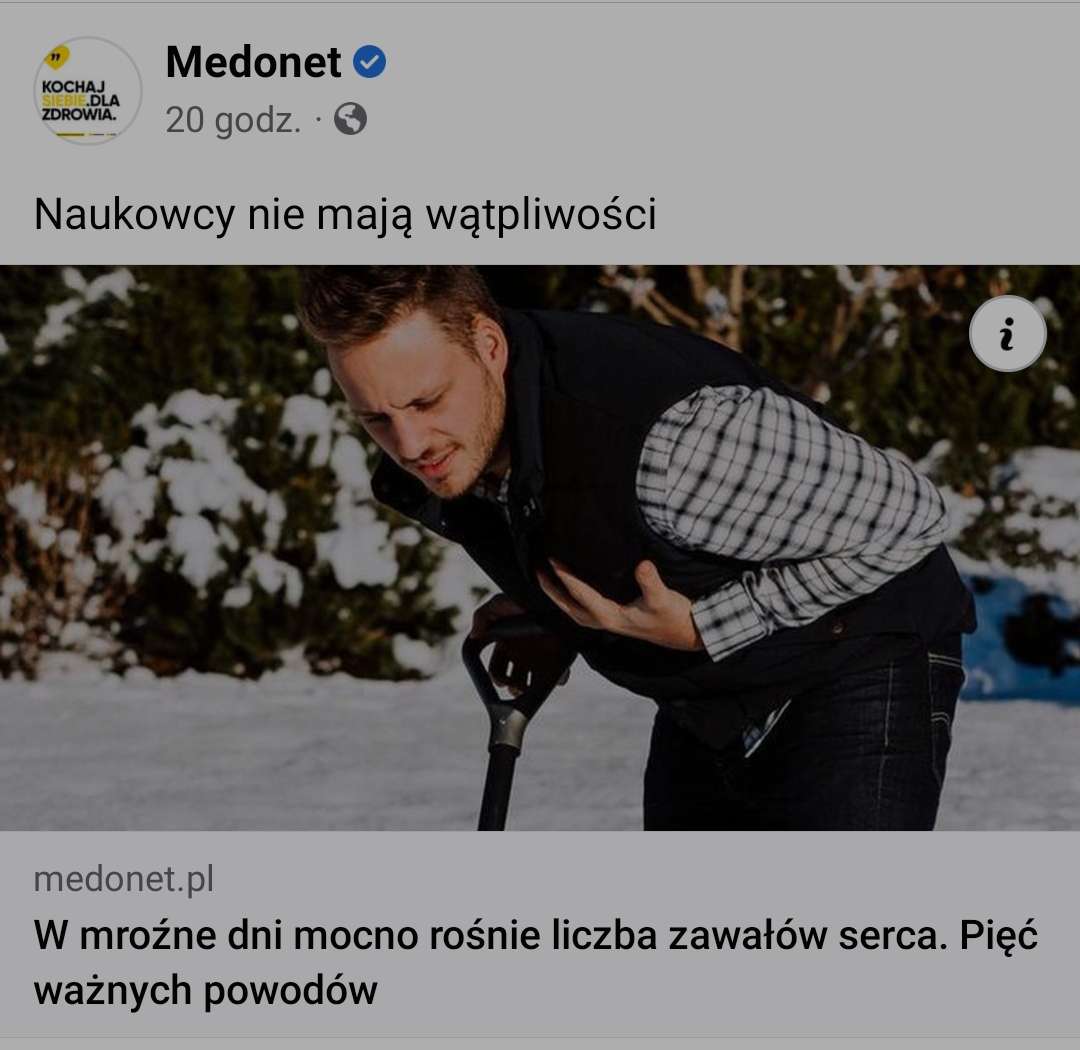 KOCHAJ
SIEBIE.DLA
ZDROWIA.
Medonet
20 godz. ·
Naukowcy nie mają wątpliwości
i
medonet.pl
W mroźne dni mocno rośnie liczba zawałów serca. Pięć
ważnych powodów